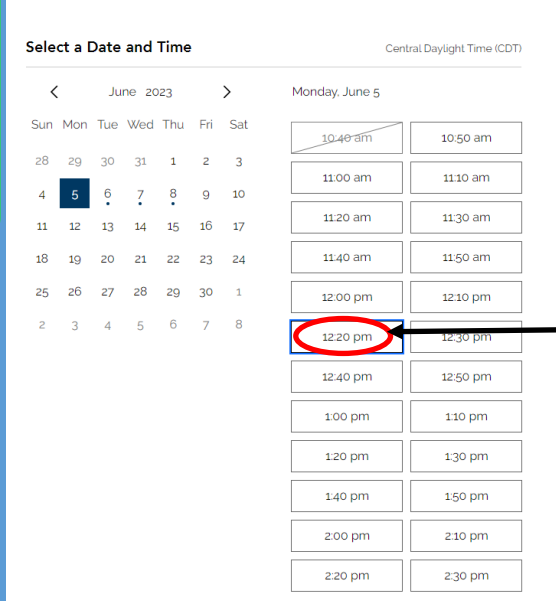 Select a Date and Time
Central Daylight Time (CDT)
June 2023
Monday, June 5
Sun Mon Tue Wed Thu Fri Sat
28 29 30 31 1 2 3
4 5 6 7 8 9 10
11 12 13 14 15 16 17
18 19 20 21 22 23 24
25 26 27 28 29 30 1
2 3 4 5 6 7 8
10:40 am 10:50 am
11:00 am 11:10 am
11:20 am 11:30 am
11:40 am 11:50 am
12:00 pm 12:10 pm
12:20 pm 12:30 pm
12:40 pm 12:50 pm
1:00 pm 1:10 pm
1:20 pm 1:30 pm
1:40 pm 1:50 pm
2:00 pm 2:10 pm
2:20 pm 2:30 pm